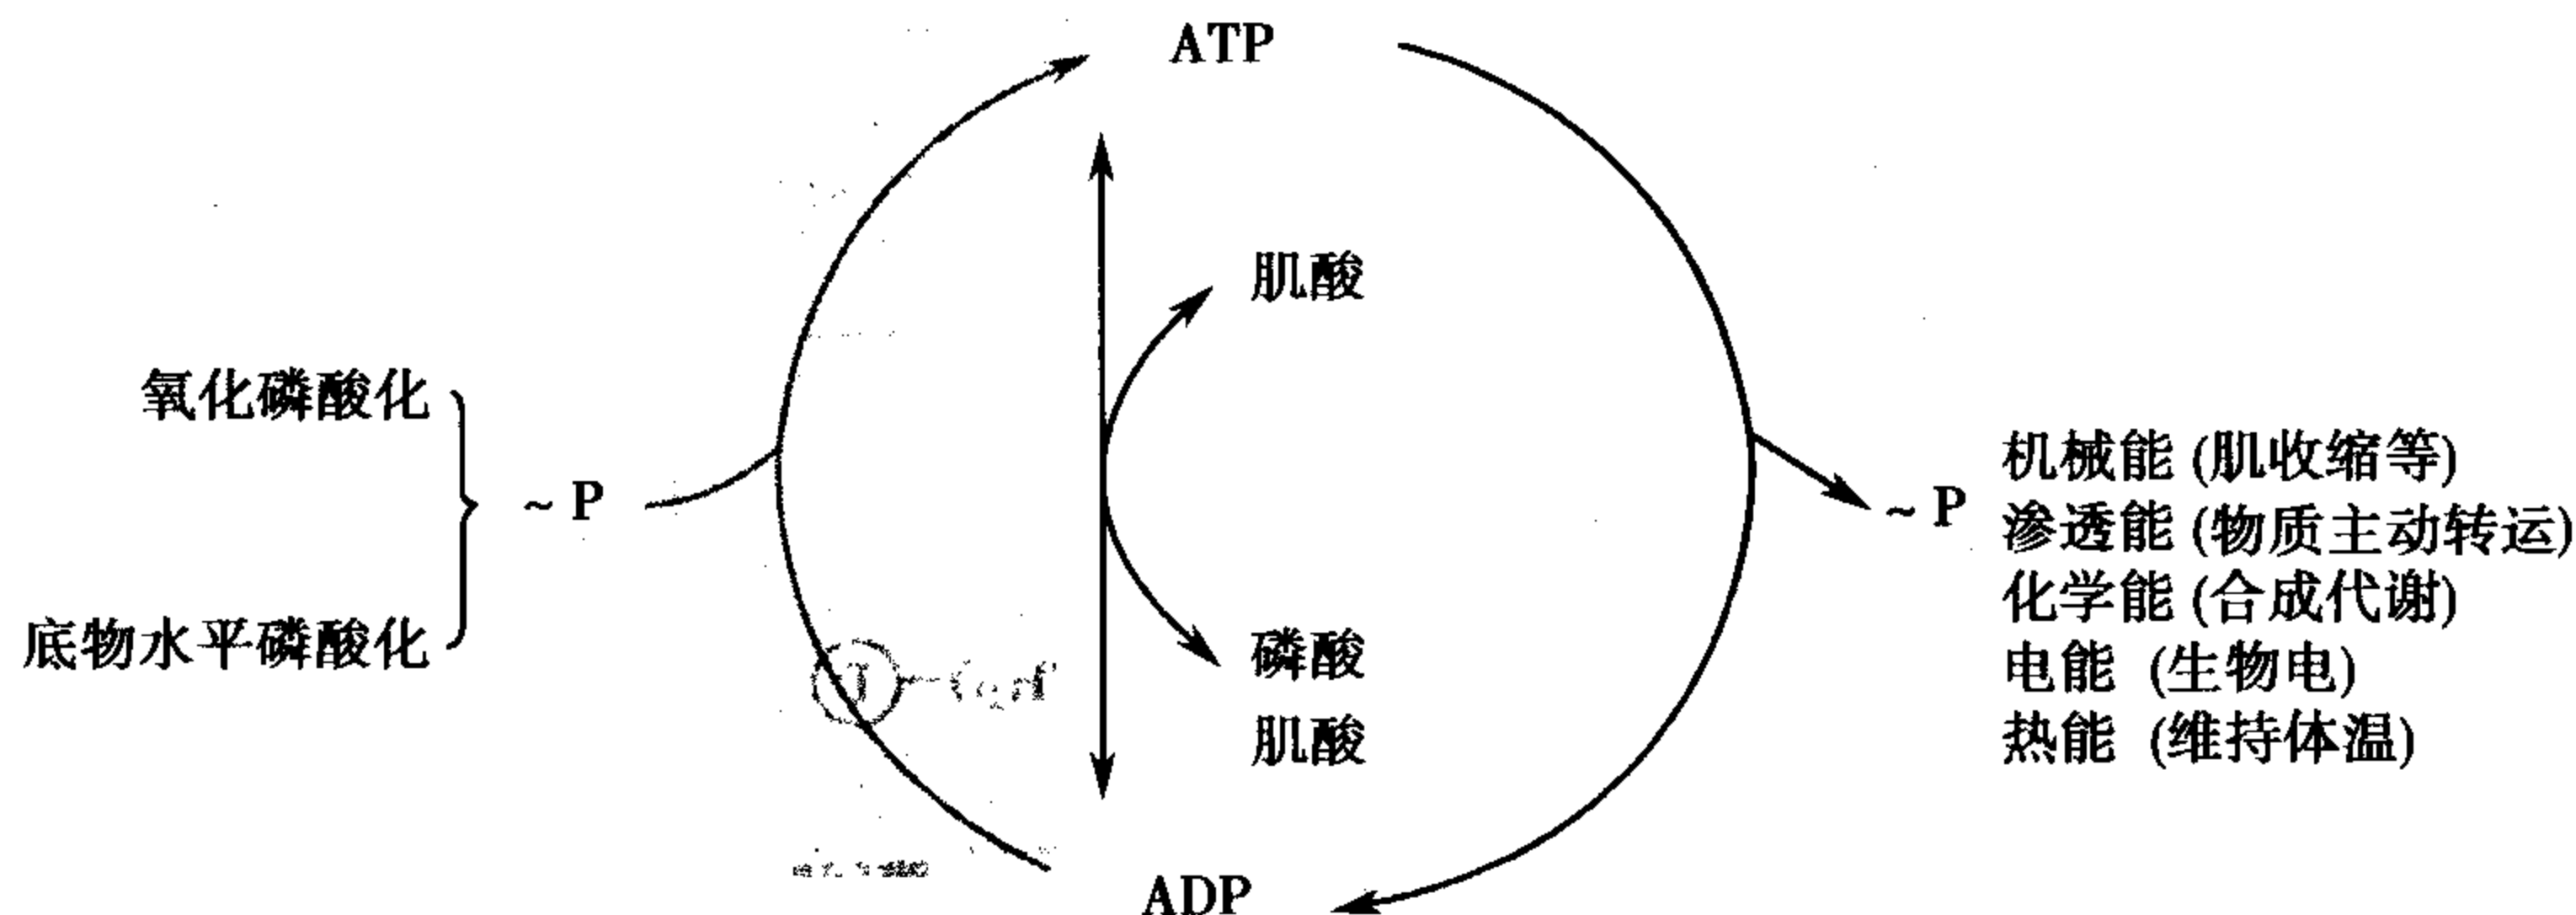 ATP
肌酸
氧化磷酸化
~ P
底物水平磷酸化
磷酸
肌酸
~ P
机械能 (肌收缩等)
渗透能 (物质主动转运)
化学能 (合成代谢)
电能 (生物电)
热能 (维持体温)
ADP